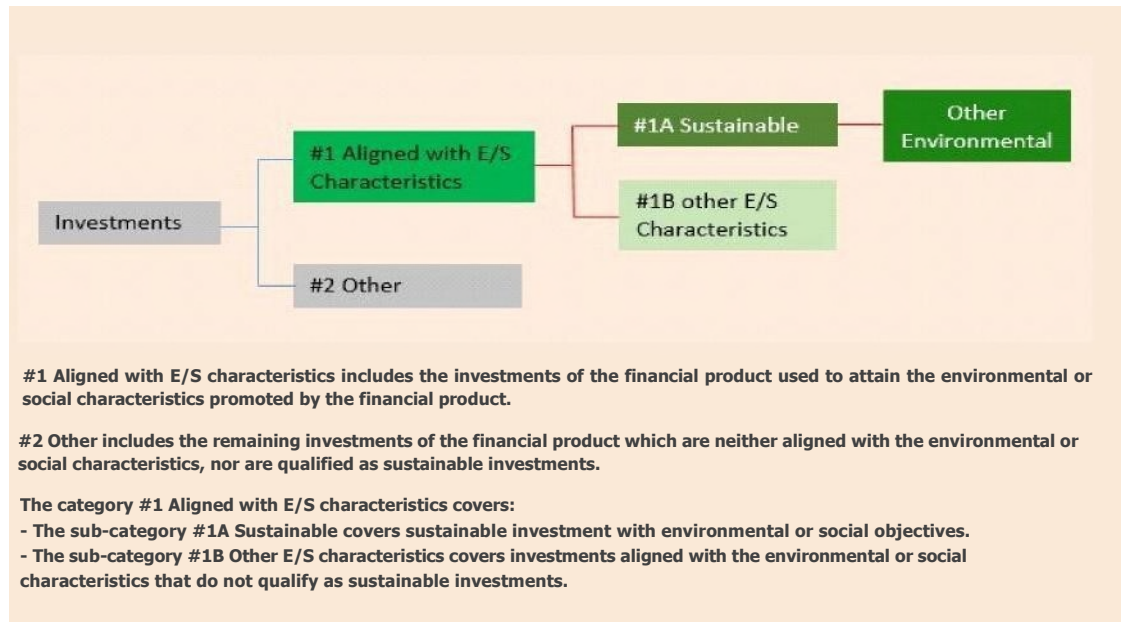 Other
Environmental
#1A Sustainable
#1 Aligned with E/S
Characteristics
#1B other E/S
Characteristics
Investments
#2 Other
#1 Aligned with E/S characteristics includes the investments of the financial product used to attain the environmental or
social characteristics promoted by the financial product.
#2 Other includes the remaining investments of the financial product which are neither aligned with the environmental or
social characteristics, nor are qualified as sustainable investments.
The category #1 Aligned with E/S characteristics covers:
- The sub-category #1A Sustainable covers sustainable investment with environmental or social objectives.
- The sub-category #1B Other E/S characteristics covers investments aligned with the environmental or social
characteristics that do not qualify as sustainable investments.